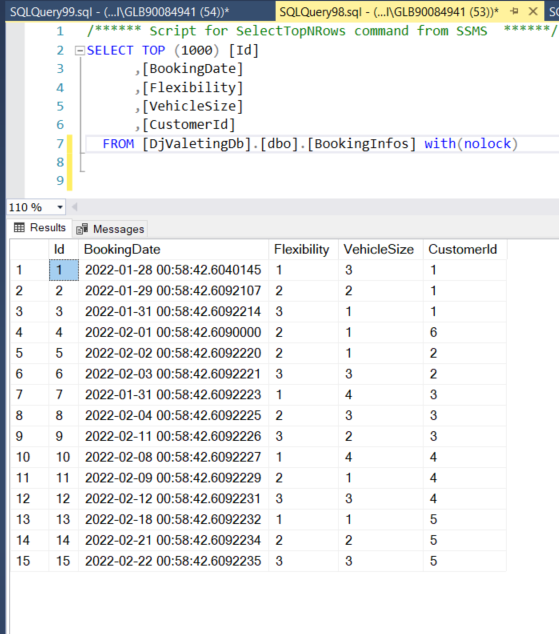 SQLQuery99.sql - (...l\GLB90084941 (54))* SQLQuery98.sql - (...l\GLB90084941 (53))*
1 /****** Script for SelectTopNRows command from SSMS ******/
2 SELECT TOP (1000) [Id]
3 ,[BookingDate]
4 ,[Flexibility]
5 ,[VehicleSize]
6 ,[CustomerId]
7 FROM [DjValetingDb].[dbo].[BookingInfos] with(nolock)
8
9
110 %
Results Messages
Id BookingDate Flexibility VehicleSize CustomerId
1 1 2022-01-28 00:58:42.6040145 1 3 1
2 2 2022-01-29 00:58:42.6092107 2 2 1
3 3 2022-01-31 00:58:42.6092214 3 1 1
4 4 2022-02-01 00:58:42.6090000 2 1 6
5 5 2022-02-02 00:58:42.6092220 2 1 2
6 6 2022-02-03 00:58:42.6092221 3 3 2
7 7 2022-01-31 00:58:42.6092223 1 4 3
8 8 2022-02-04 00:58:42.6092225 2 3 3
9 9 2022-02-11 00:58:42.6092226 3 2 3
10 10 2022-02-08 00:58:42.6092227 1 4 4
11 11 2022-02-09 00:58:42.6092229 2 1 4
12 12 2022-02-12 00:58:42.6092231 3 3 4
13 13 2022-02-18 00:58:42.6092232 1 1 5
14 14 2022-02-21 00:58:42.6092234 2 2 5
15 15 2022-02-22 00:58:42.6092235 3 3 5